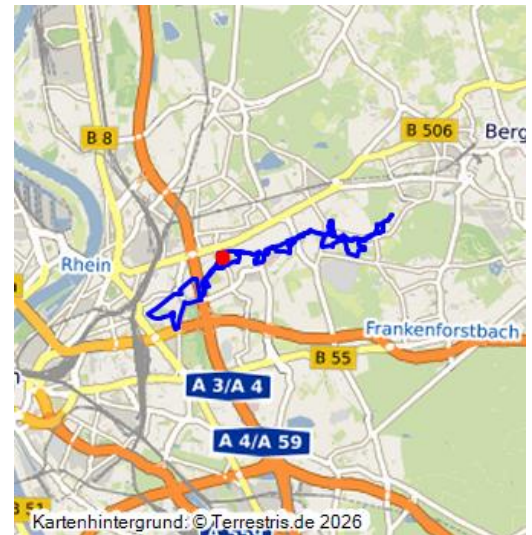 B 8
B 506
Berg
Rhein
Frankenforstbach
B 55
A 3/A 4
A 4/A 59
B 51
Kartenhintergrund: © Terrestris.de 2026